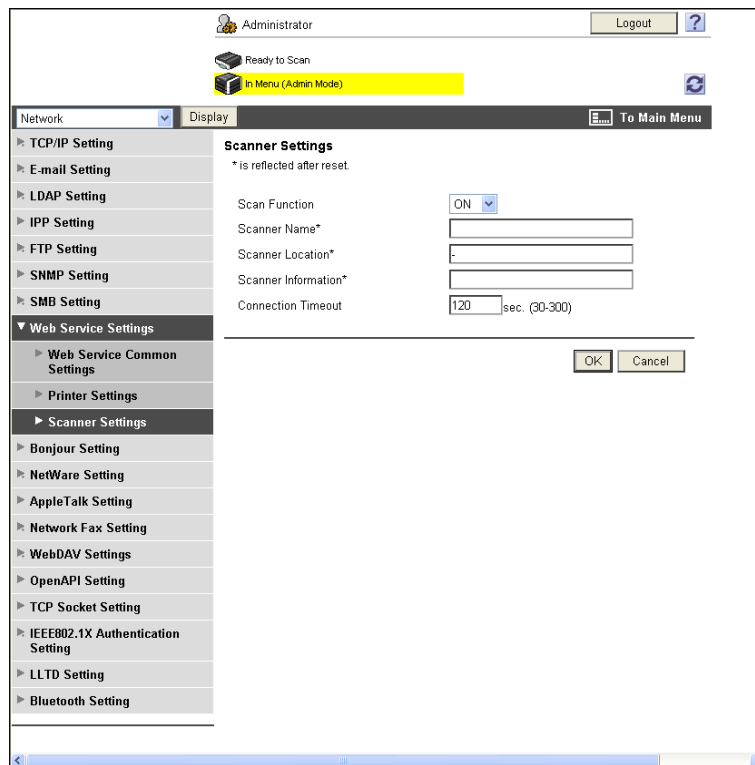 Administrator
Logout
?
Ready to Scan
In Menu (Admin Mode)
Network
Display
To Main Menu
TCP/IP Setting
E-mail Setting
LDAP Setting
IPP Setting
FTP Setting
SNMP Setting
SMB Setting
Web Service Settings
Web Service Common
Settings
Printer Settings
Scanner Settings
Bonjour Setting
NetWare Setting
AppleTalk Setting
Network Fax Setting
WebDAV Settings
OpenAPI Setting
TCP Socket Setting
IEEE802.1X Authentication
Setting
LLTD Setting
Bluetooth Setting
Scanner Settings
* is reflected after reset.
Scan Function ON
Scanner Name*
Scanner Location* -
Scanner Information*
Connection Timeout 120 sec. (30-300)
OK Cancel